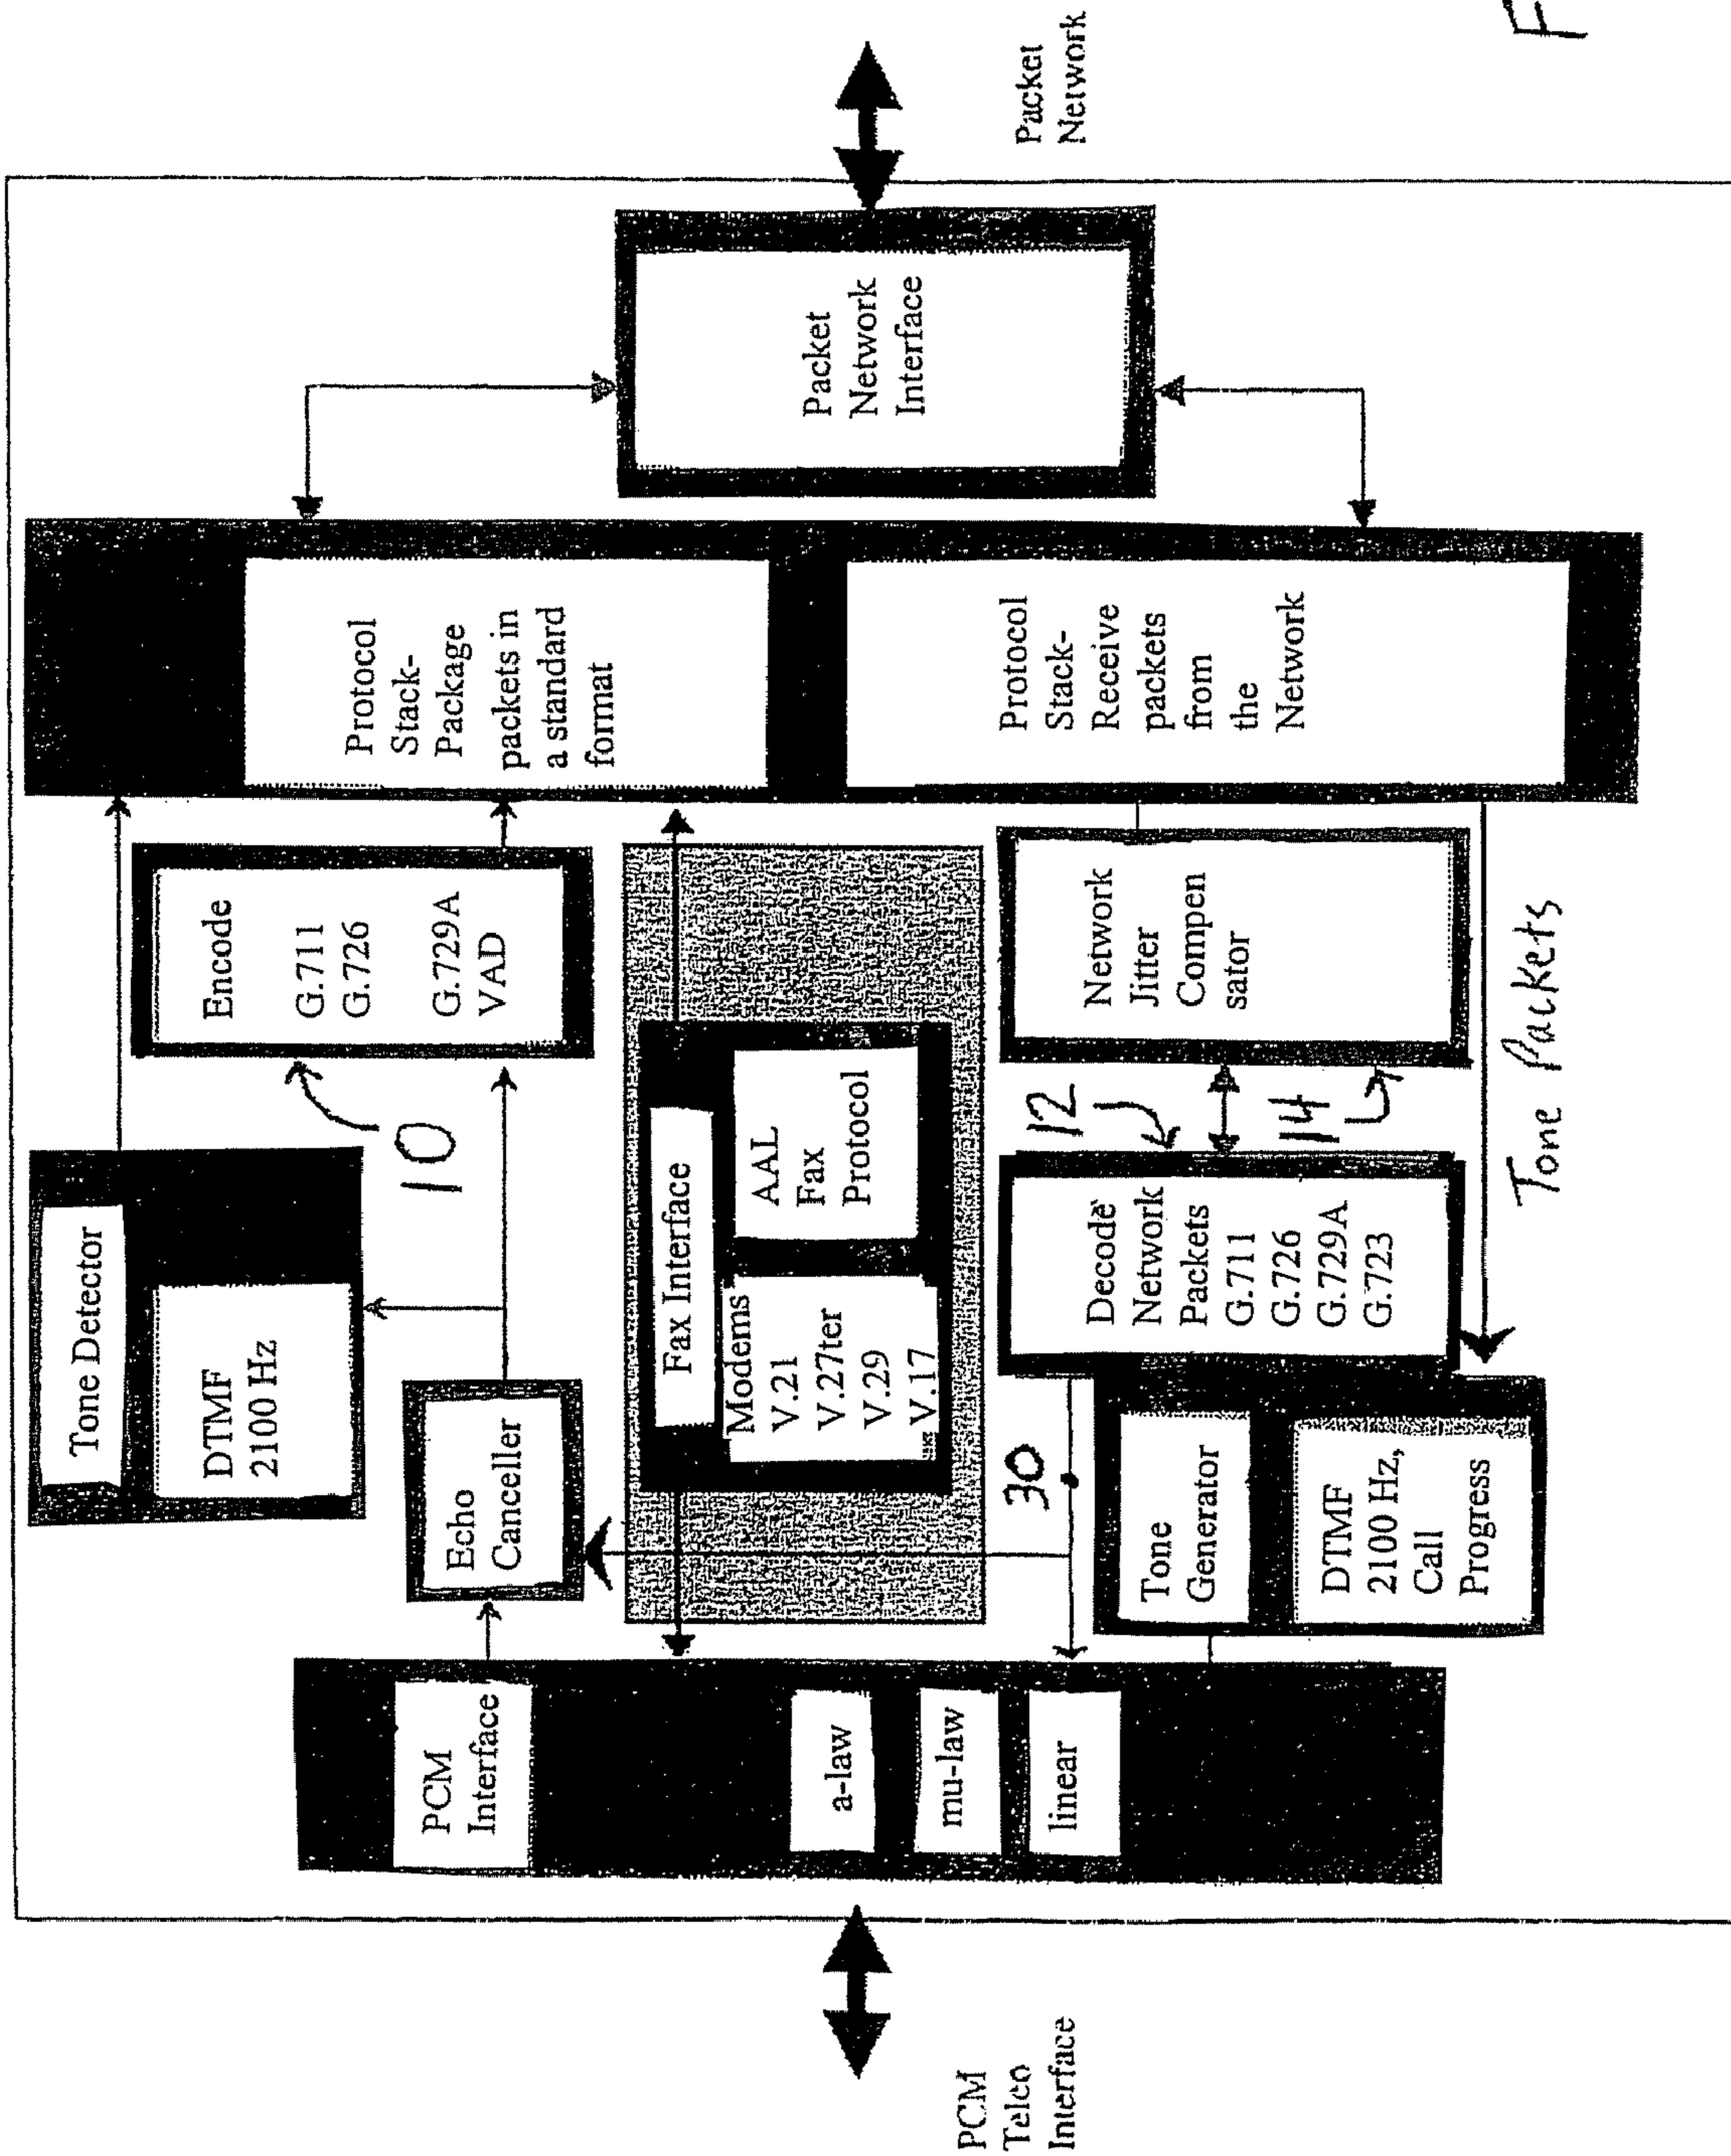 PCM
Telco
Interface
PCM
Interface
a-law
mu-law
linear
Echo
Canceller
Tone Detector
DTMF
2100 Hz
10
Encode
G.711
G.726
G.729A
VAD
Fax Interface
Modems
V.21
V.27ter
V.29
V.17
AAL
Fax
Protocol
30
Tone
Generator
DTMF
2100 Hz,
Call
Progress
Decode
Network
Packets
G.711
G.726
G.729A
G.723
12
14
Network
Jitter
Compen
sator
Tone Packets
Protocol
Stack-
Package
packets in
a standard
format
Protocol
Stack-
Receive
packets
from
the
Network
Packet
Network
Interface
Packet
Network
F